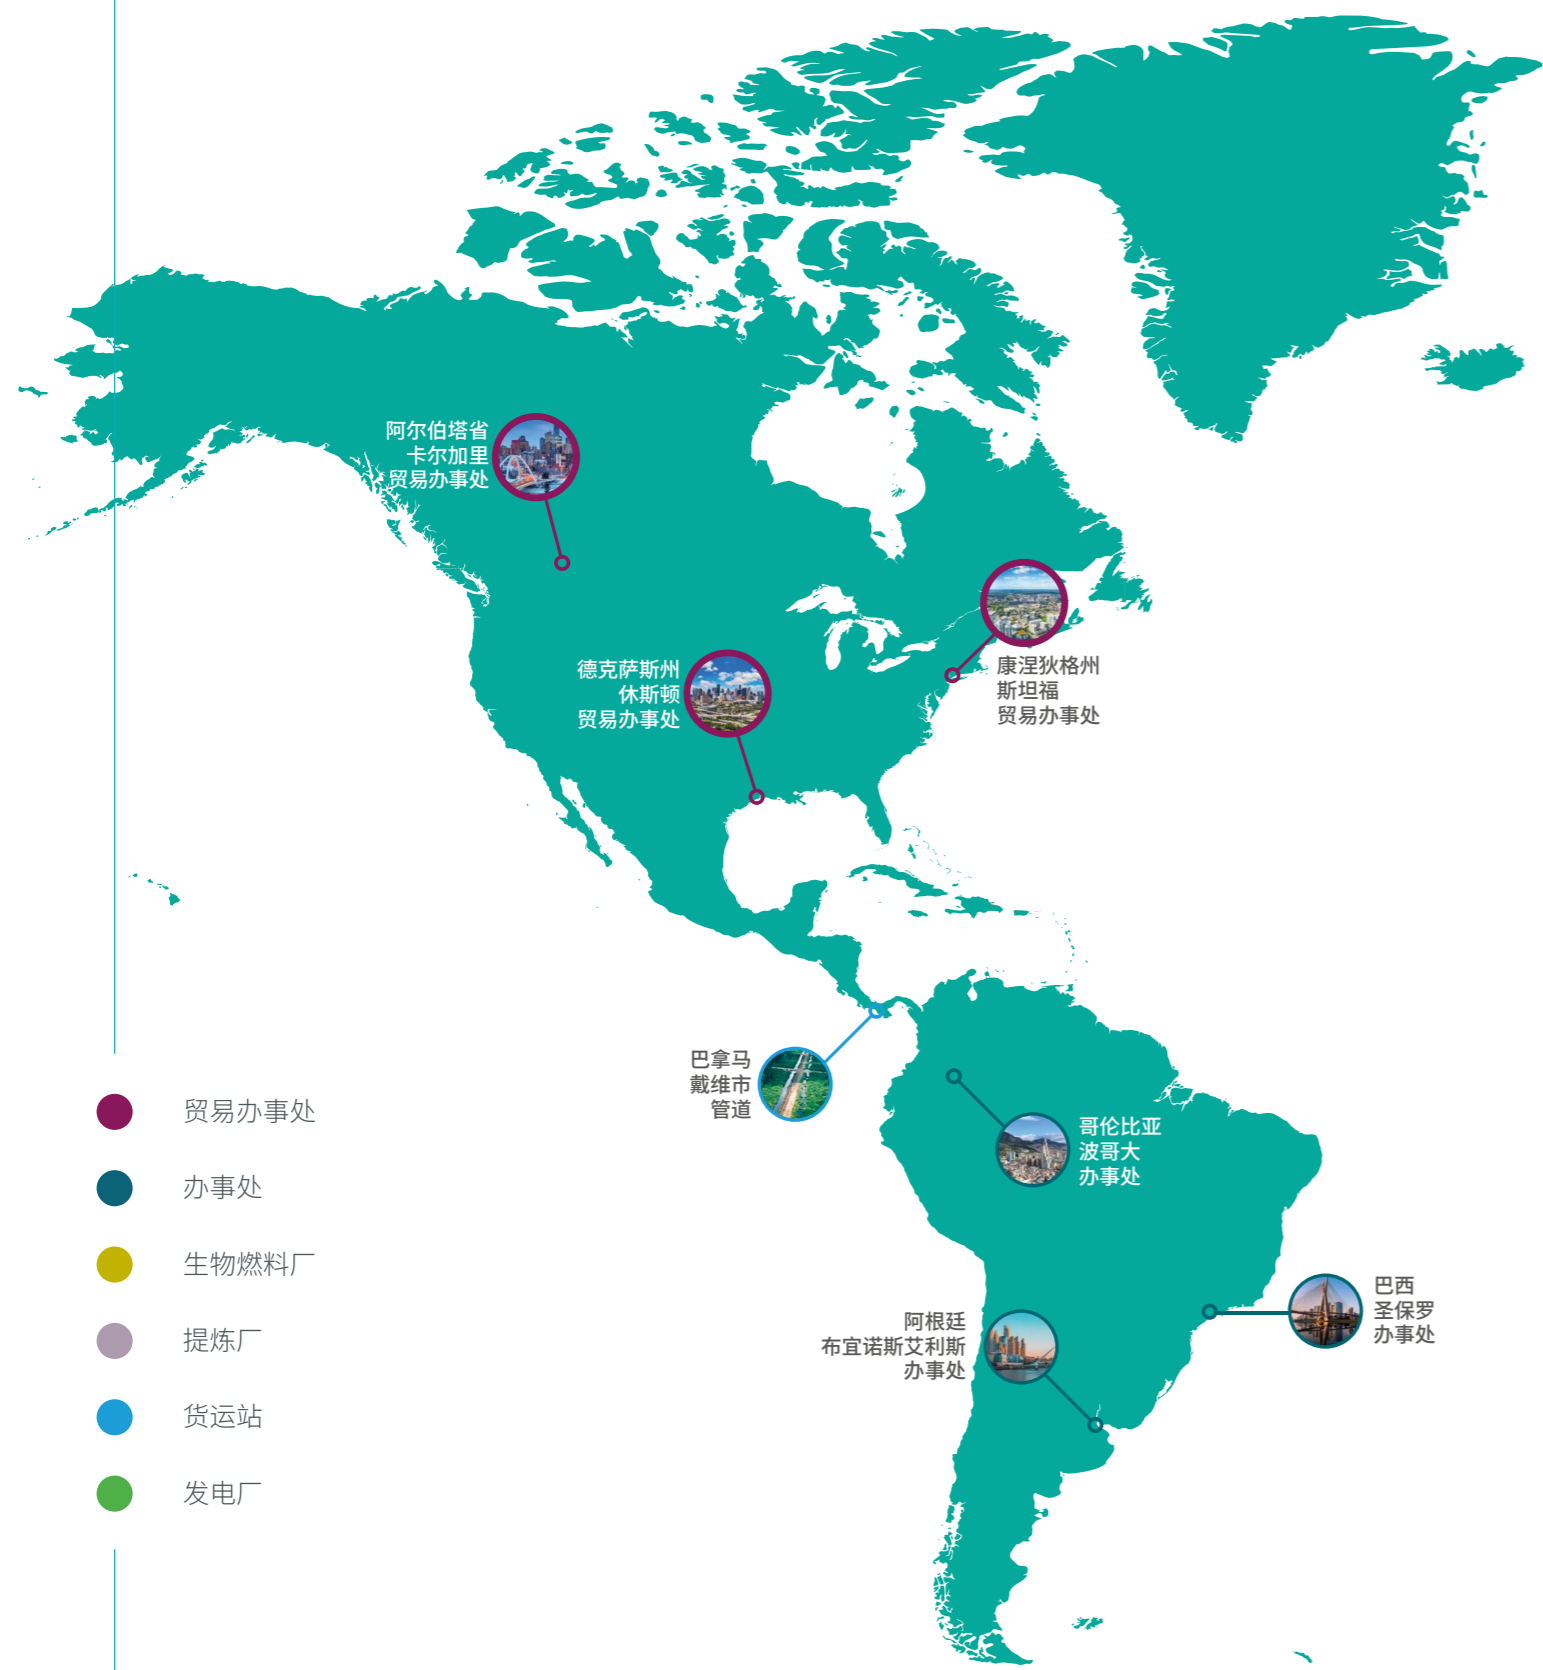 阿尔伯塔省
卡尔加里
贸易办事处
康涅狄格州
斯坦福
贸易办事处
德克萨斯州
休斯顿
贸易办事处
巴拿马
戴维市
管道
哥伦比亚
波哥大
办事处
巴西
圣保罗
办事处
阿根廷
布宜诺斯艾利斯
办事处
贸易办事处
办事处
生物燃料厂
提炼厂
货运站
发电厂